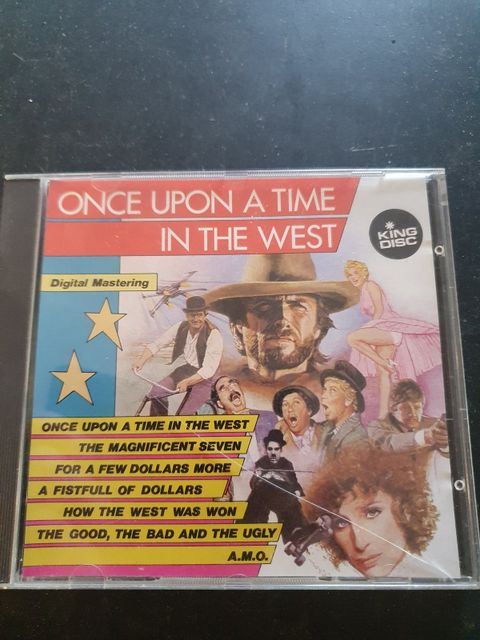 ONCE UPON A TIME
IN THE WEST
KING
DISC
Digital Mastering
ONCE UPON A TIME IN THE WEST
THE MAGNIFICENT SEVEN
FOR A FEW DOLLARS MORE
A FISTFULL OF DOLLARS
HOW THE WEST WAS WON
THE GOOD, THE BAD AND THE UGLY
A.M.O.